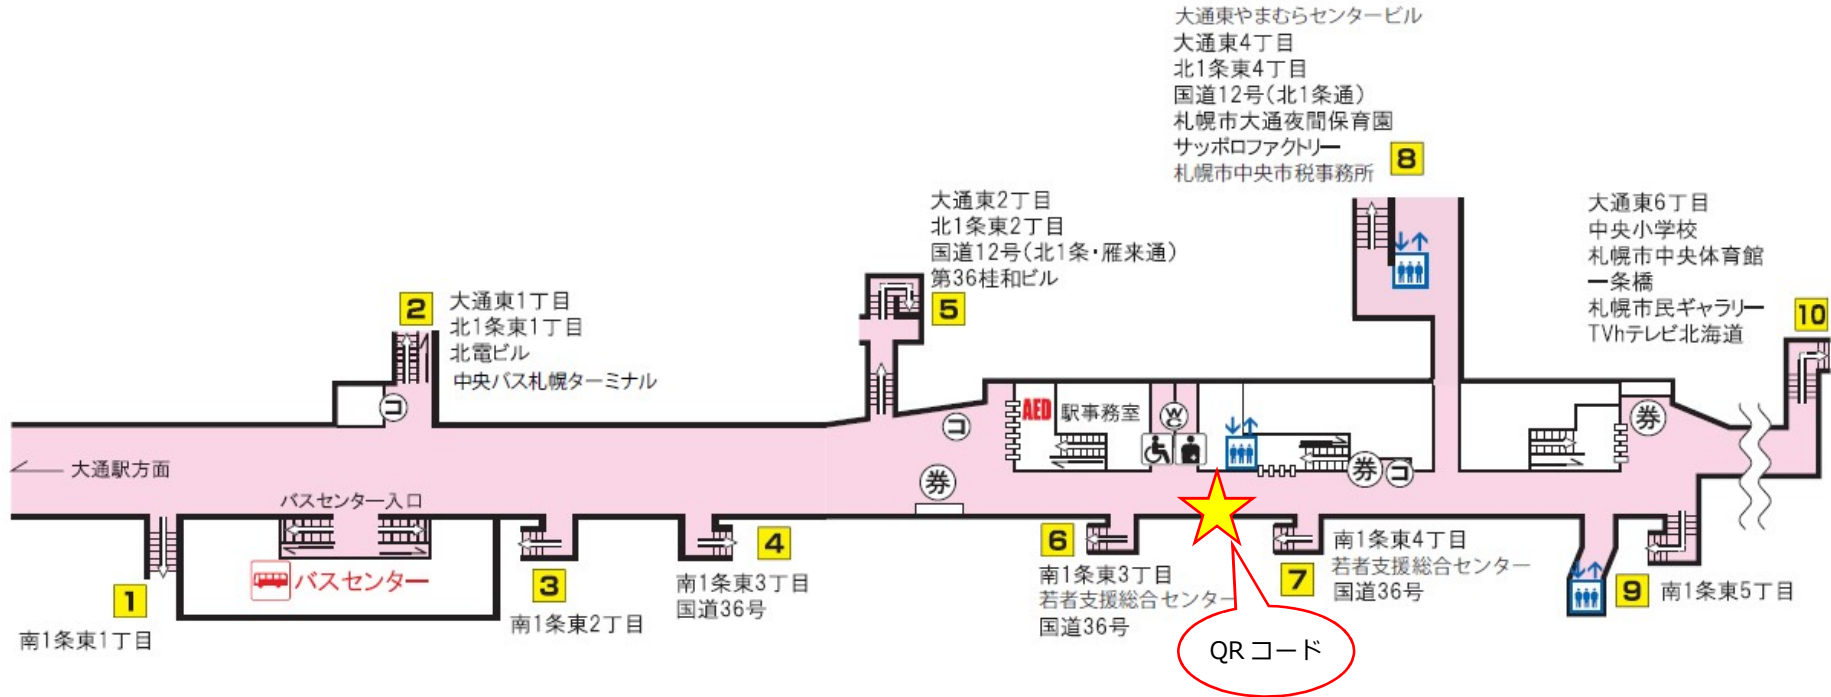 大通東やまむらセンタービル
大通東4丁目
北1条東4丁目
国道12号(北1条通)
札幌市大通夜間保育園
サッポロファクトリー
札幌市中央市税事務所
8
大通東2丁目
北1条東2丁目
国道12号(北1条・雁来通)
第36桂和ビル
5
大通東6丁目
中央小学校
札幌市中央体育館
一条橋
札幌市民ギャラリー
TVhテレビ北海道
10
2
大通東1丁目
北1条東1丁目
北電ビル
中央バス札幌ターミナル
コ
コ
AED
駅事務室
WC
券
大通駅方面
バスセンター入口
券
券
コ
バスセンター
1
南1条東1丁目
3
南1条東2丁目
4
南1条東3丁目
国道36号
6
南1条東3丁目
若者支援総合センター
国道36号
7
南1条東4丁目
若者支援総合センター
国道36号
9
南1条東5丁目
QRコード